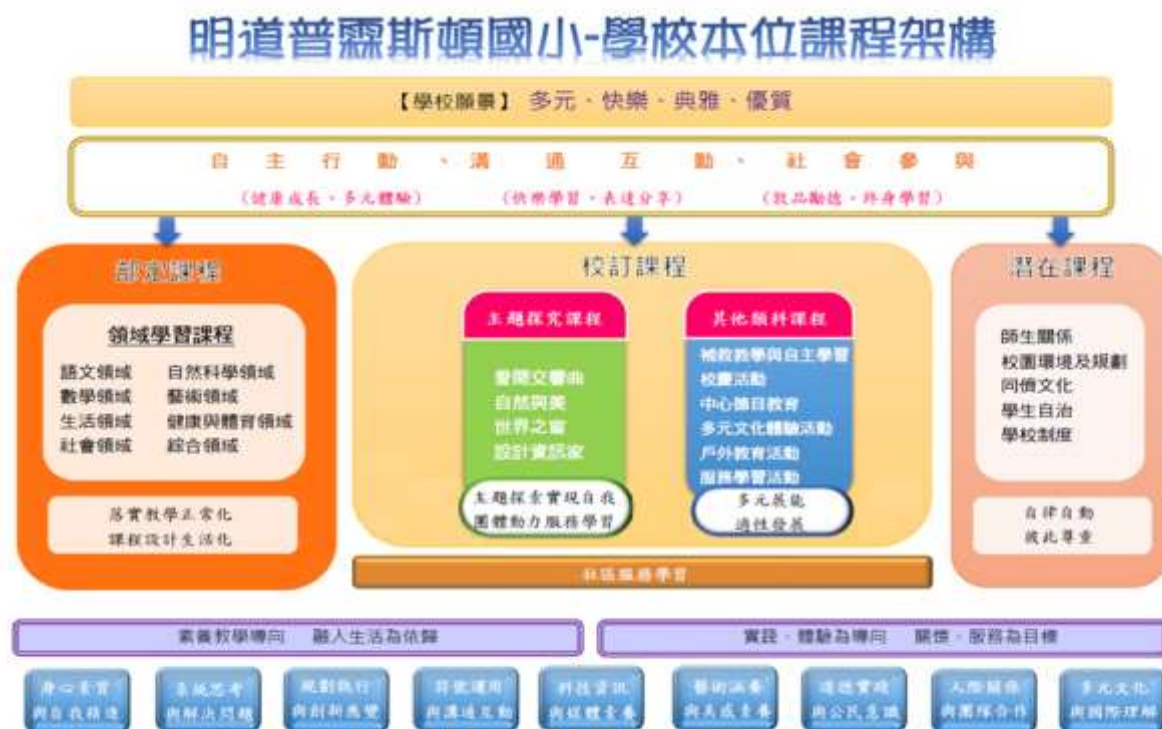 明道普霖斯頓國小-學校本位課程架構
【學校願景】 多元、快樂、典雅、優質
自主行動、溝通互動、社會參與
(健康成長、多元體驗) (快樂學習、表達分享) (敦品勵德、終身學習)
部定課程
領域學習課程
語文領域 自然科學領域
數學領域 藝術領域
生活領域 健康與體育領域
社會領域 綜合領域
落實教學正常化
課程設計生活化
校訂課程
主題探究課程
自然與美
世界之窗
設計資訊家
主題探索實現自我
團體動力服務學習
其他類科課程
補救教學與自主學習
校慶活動
中心德目教育
多元文化體驗活動
戶外教育活動
服務學習活動
多元展能
適性發展
社區服務學習
潛在課程
師生關係
校園環境及規劃
同儕文化
學生自治
學校制度
自律自動
彼此尊重
素養教學導向 融入生活為依歸
實踐、體驗為導向 關懷、服務為目標
身心素質
與自我精進
系統思考
與解決問題
規劃執行
與創新應變
符號運用
與溝通互動
科技資訊
與媒體素養
藝術涵養
與美感素養
道德實踐
與公民意識
人際關係
與團隊合作
多元文化
與國際理解